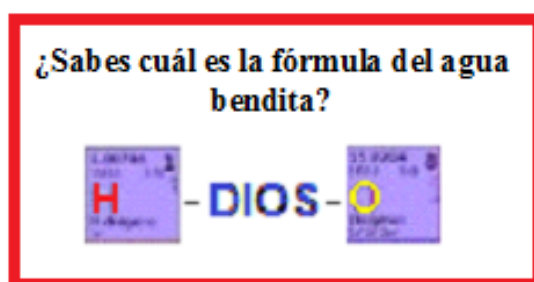 ¿Sabes cuál es la fórmula del agua
bendita?
H - DIOS - O